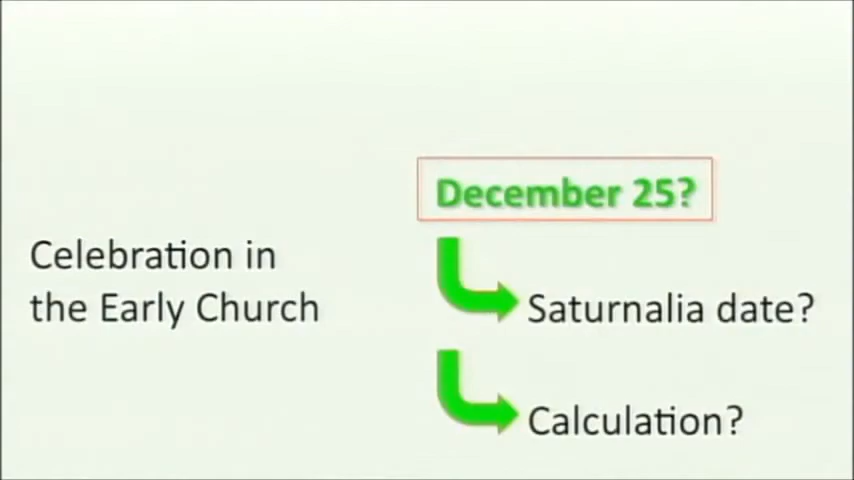 December 25?
Celebration in
the Early Church
Saturnalia date?
Calculation?